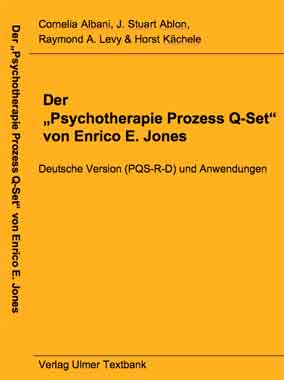 Der „Psychotherapie Prozess Q-Set“ von Enrico E. Jones
Cornelia Albani, J. Stuart Ablon,
Raymond A. Levy & Horst Kächele
Der
„Psychotherapie Prozess Q-Set“
von Enrico E. Jones
Deutsche Version (PQS-R-D) und Anwendungen
Verlag Ulmer Textbank